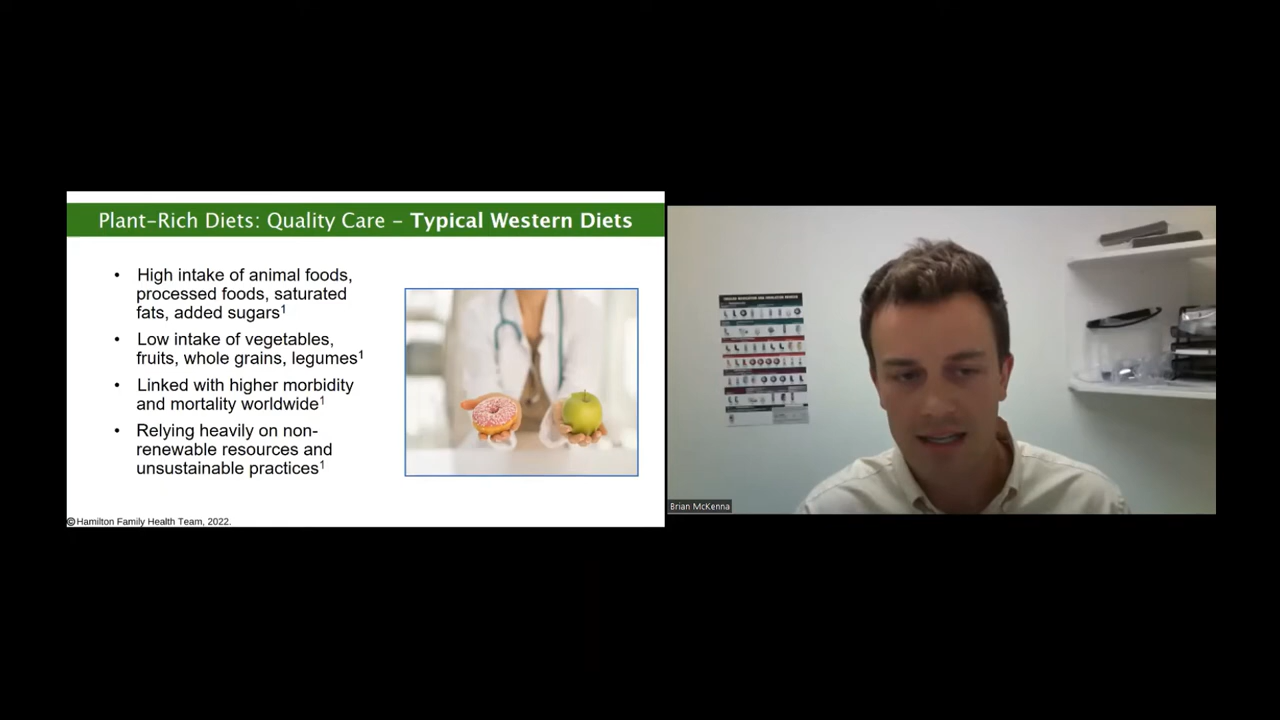 Plant-Rich Diets: Quality Care – Typical Western Diets
• High intake of animal foods,
processed foods, saturated
fats, added sugars¹
• Low intake of vegetables,
fruits, whole grains, legumes¹
• Linked with higher morbidity
and mortality worldwide¹
• Relying heavily on non-
renewable resources and
unsustainable practices¹
©Hamilton Family Health Team, 2022.
Brian McKenna